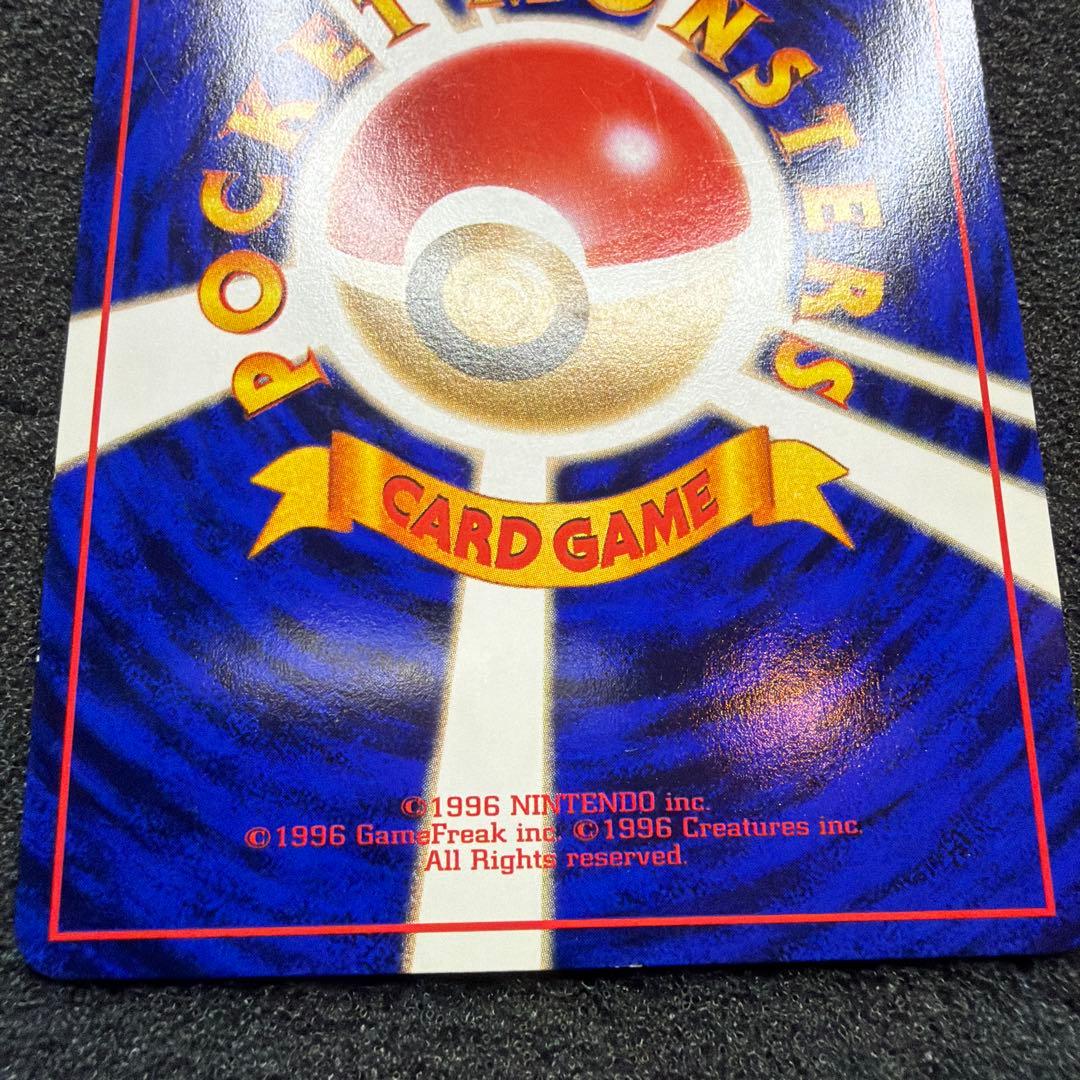 POCKET MONSTERS
CARD GAME
©1996 NINTENDO inc.
©1996 GameFreak inc. ©1996 Creatures inc.
All Rights reserved.